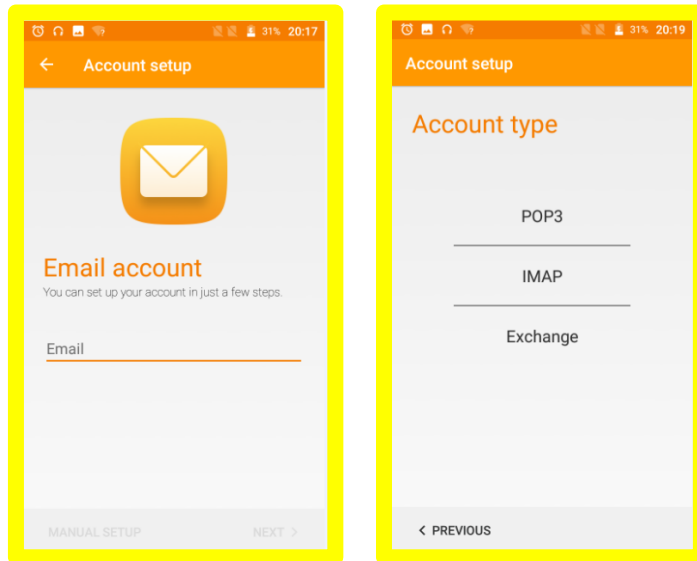 31% 20:17
Account setup
Email account
You can set up your account in just a few steps.
Email
MANUAL SETUP
NEXT >
31% 20:19
Account setup
Account type
POP3
IMAP
Exchange
< PREVIOUS